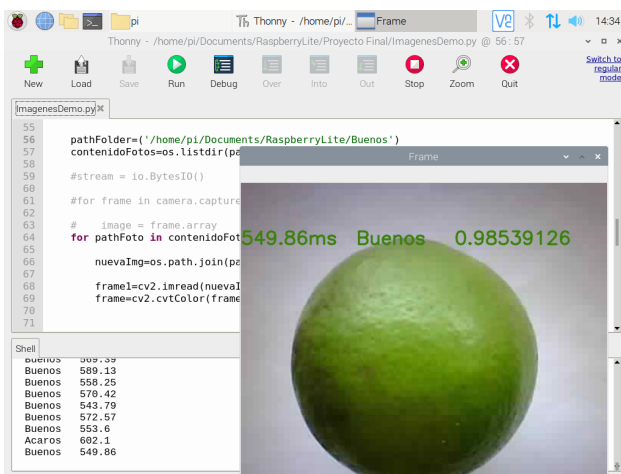 pi
Thonny - /home/pi/...
Frame
14:34
Thonny - /home/pi/Documents/RaspberryLite/Proyecto Final/ImagenesDemo.py @ 56 : 57
New Load Save Run Debug Over Into Out Stop Zoom Quit
Switch to
regular
mode
ImagenesDemo.py
55
56 pathFolder=('/home/pi/Documents/RaspberryLite/Buenos')
57 contenidoFotos=os.listdir(pa
58
59 #stream = io.BytesIO()
60
61 #for frame in camera.capture
62
63 # image = frame.array
64 for pathFoto in contenidoFot
65
66 nuevaImg=os.path.join(pa
67
68 frame1=cv2.imread(nuevaI
69 frame=cv2.cvtColor(frame
70
71
Frame
549.86ms Buenos 0.98539126
Shell
Buenos 569.39
Buenos 589.13
Buenos 558.25
Buenos 570.42
Buenos 543.79
Buenos 572.57
Buenos 553.6
Acaros 602.1
Buenos 549.86